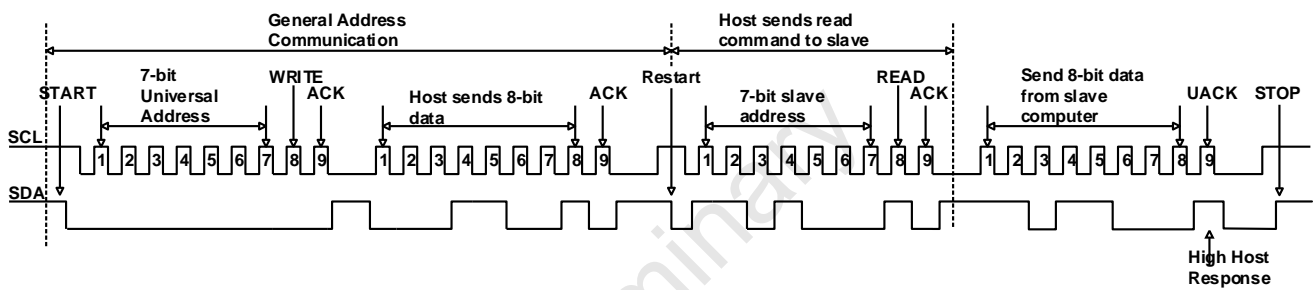 General Address
Communication
Host sends read
command to slave
START
7-bit
Universal
Address
WRITE
ACK
Host sends 8-bit
data
ACK
Restart
7-bit slave
address
READ
ACK
Send 8-bit data
from slave
computer
UACK
STOP
SCL
1 2 3 4 5 6 7 8 9
1 2 3 4 5 6 7 8 9
1 2 3 4 5 6 7 8 9
1 2 3 4 5 6 7 8 9
SDA
High Host
Response